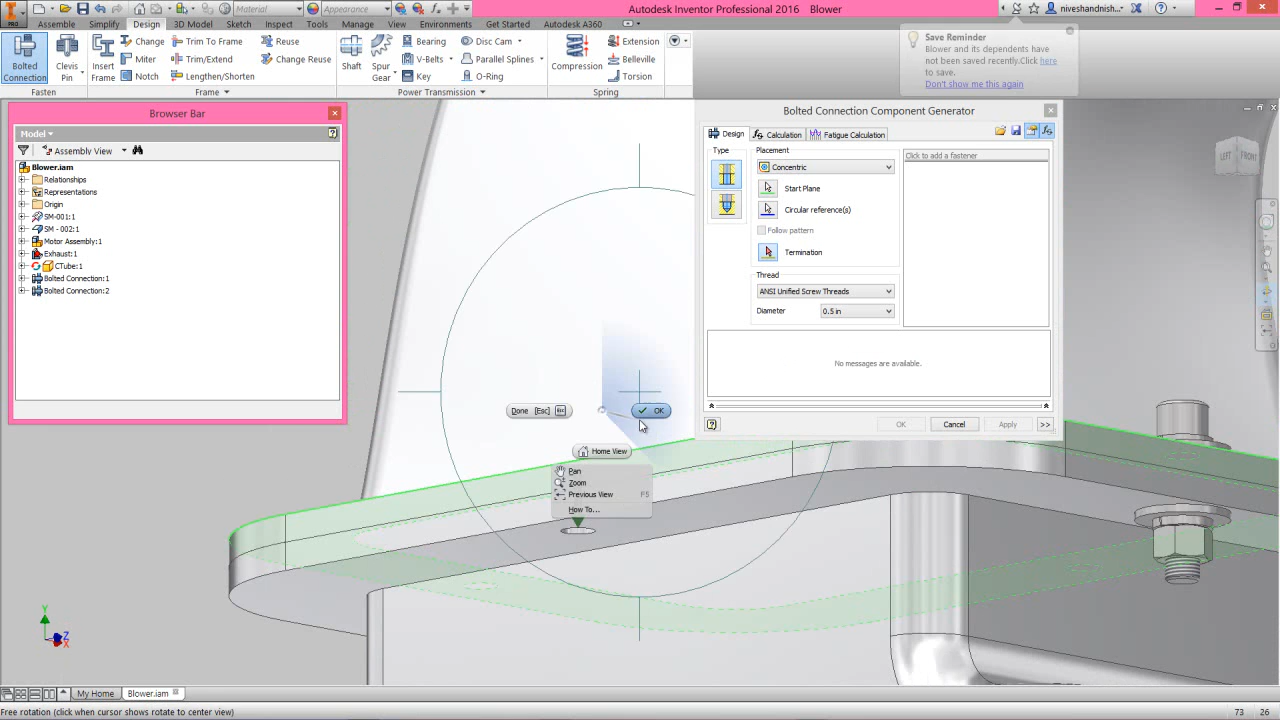 Material
Appearance
Autodesk Inventor Professional 2016 Blower
niveshandnish...
PRO
Assemble Simplify Design 3D Model Sketch Inspect Tools Manage View Environments Get Started Autodesk A360
Bolted Connection
Clevis Pin
Insert Frame
Change
Miter
Notch
Trim To Frame
Trim/Extend
Lengthen/Shorten
Reuse
Change Reuse
Shaft
Spur Gear
Bearing
V-Belts
Key
Disc Cam
Parallel Splines
O-Ring
Compression
Extension
Belleville
Torsion
Fasten Frame Power Transmission Spring
Save Reminder
Blower and its dependents have
not been saved recently.Click here
to save.
Don't show me this again
Browser Bar
Model
Assembly View
Blower.iam
Relationships
Representations
Origin
SM-001:1
SM - 002:1
Motor Assembly:1
Exhaust:1
CTube:1
Bolted Connection:1
Bolted Connection:2
Bolted Connection Component Generator
Design Calculation Fatigue Calculation
Type
Placement
Concentric
Start Plane
Circular reference(s)
Follow pattern
Termination
Thread
ANSI Unified Screw Threads
Diameter 0.5 in
Click to add a fastener
No messages are available.
OK Cancel Apply >>
LEFT FRONT
Done [Esc]
OK
Home View
Pan
Zoom
Previous View F5
How To...
Y
Z
X
My Home Blower.iam
Free rotation (click when cursor shows rotate to center view) 73 26